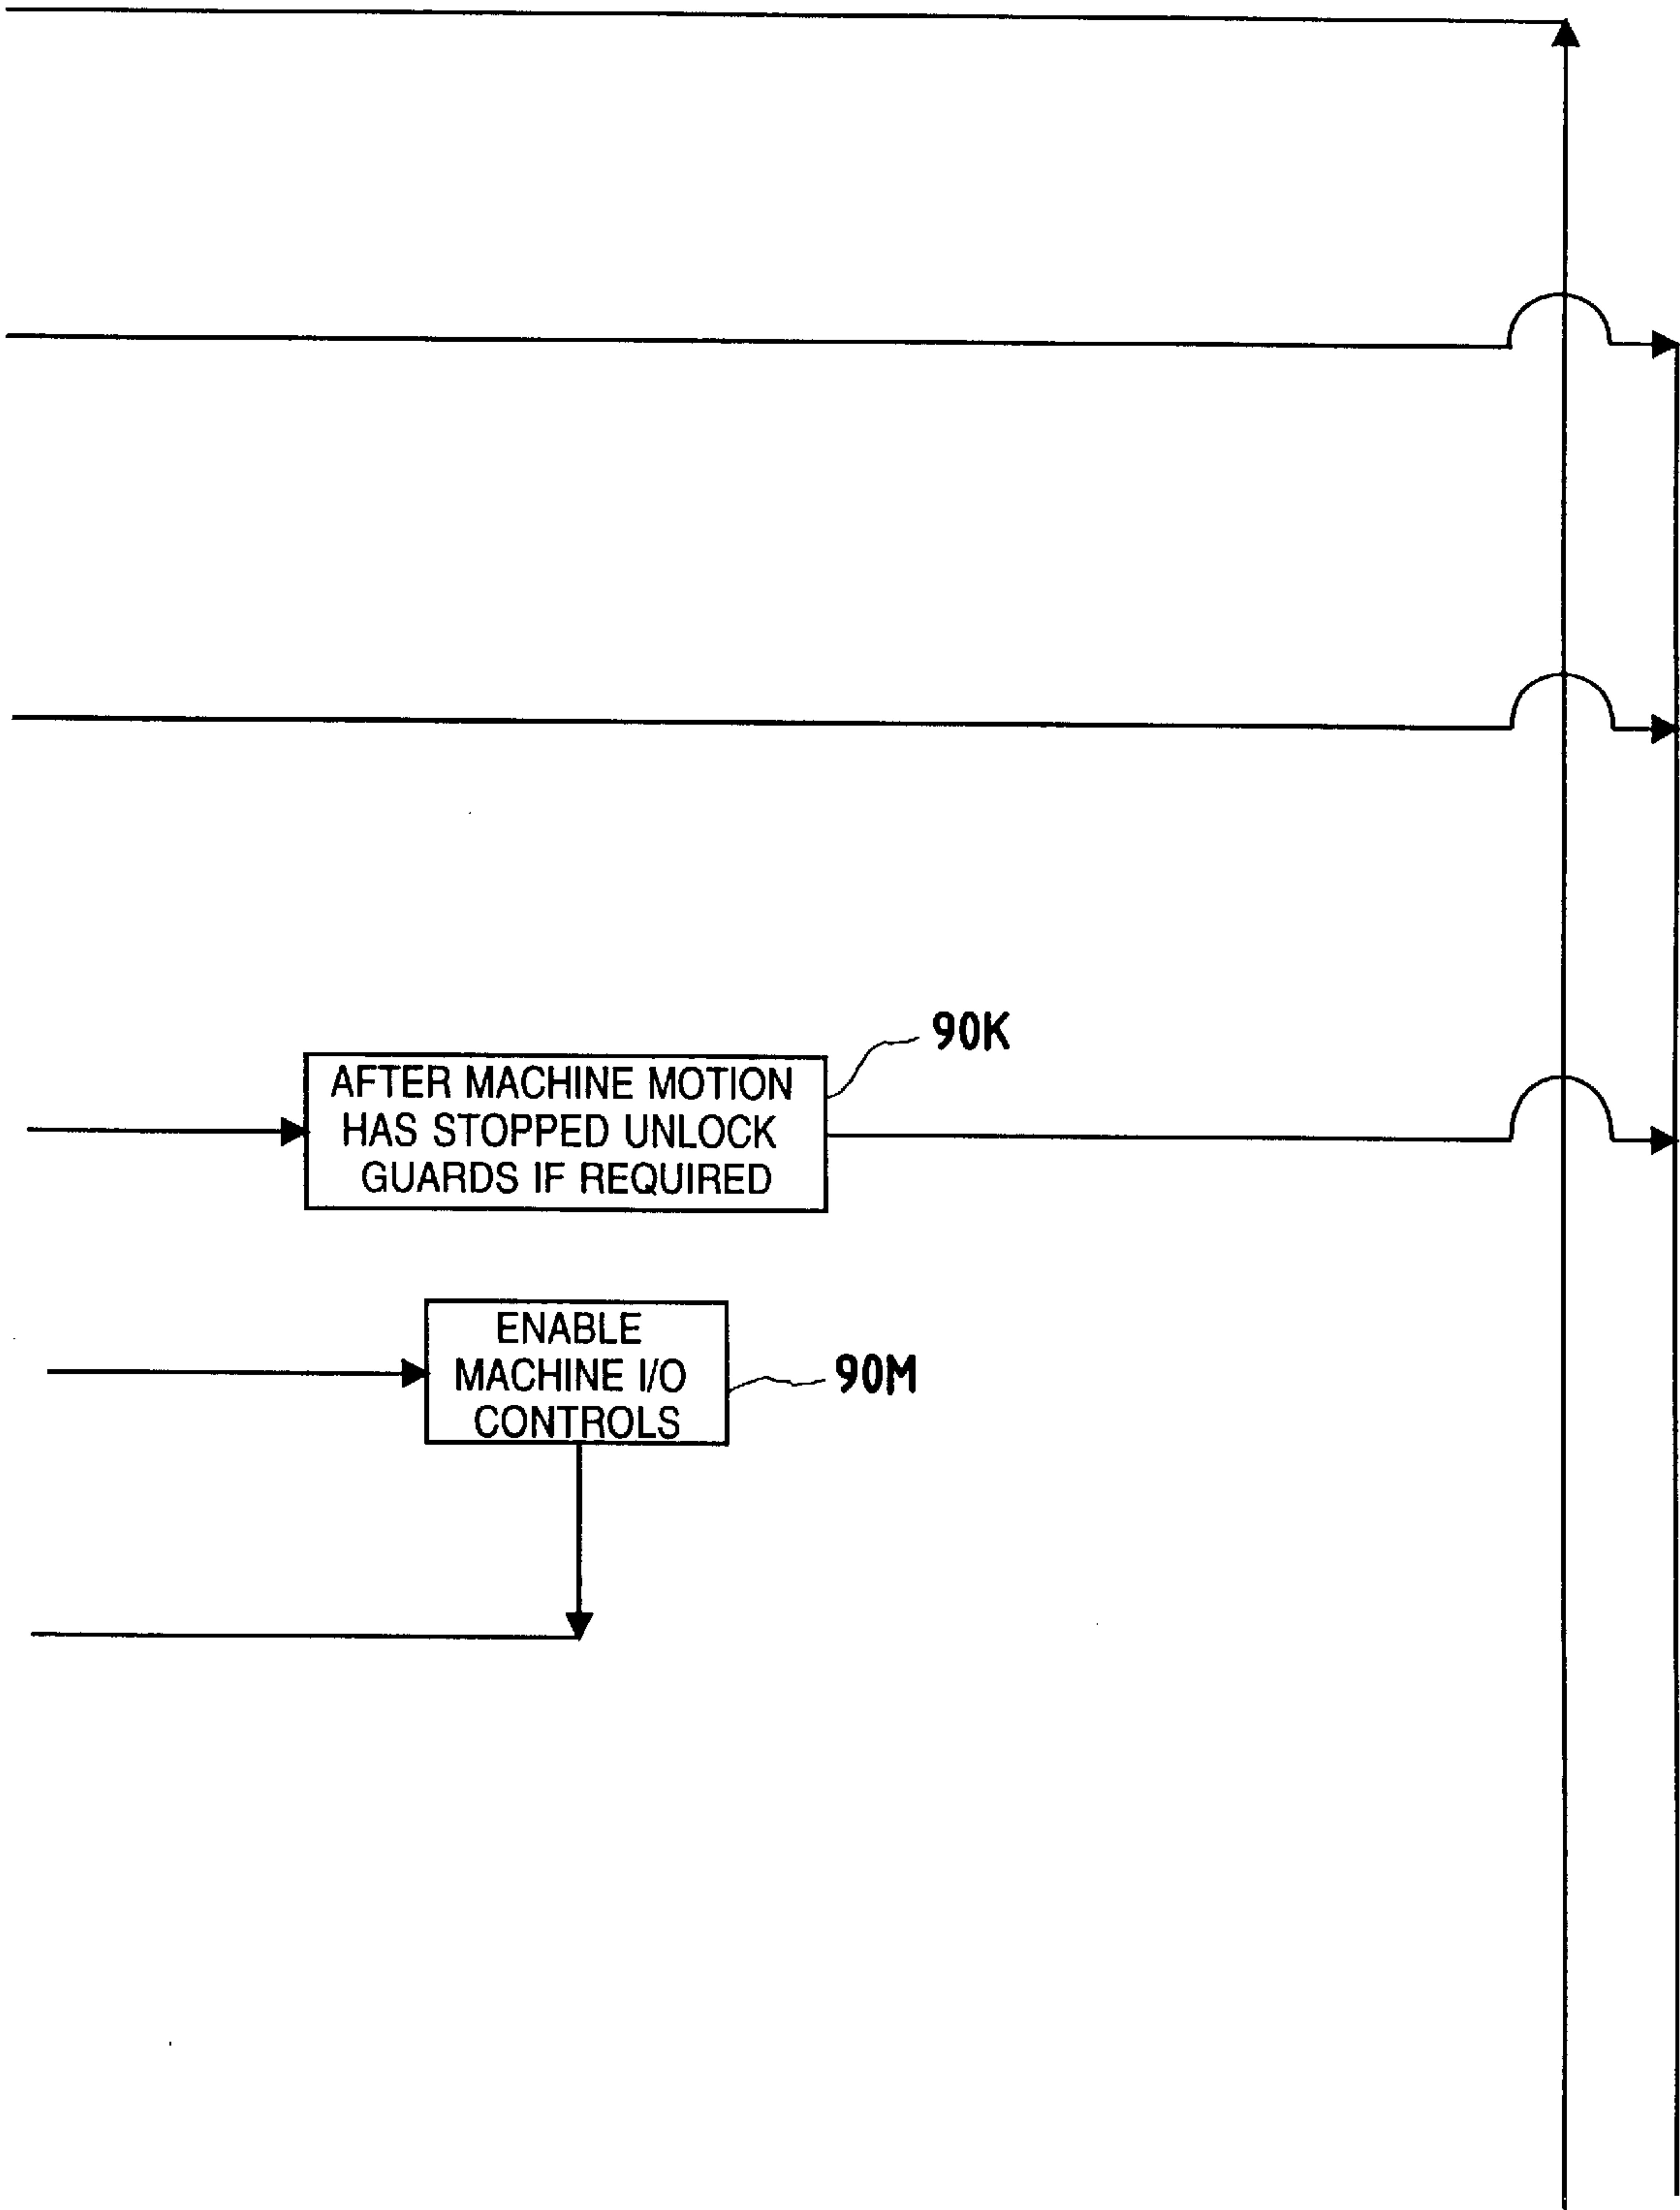 90K
AFTER MACHINE MOTION
HAS STOPPED UNLOCK
GUARDS IF REQUIRED
ENABLE
MACHINE I/O
CONTROLS
90M